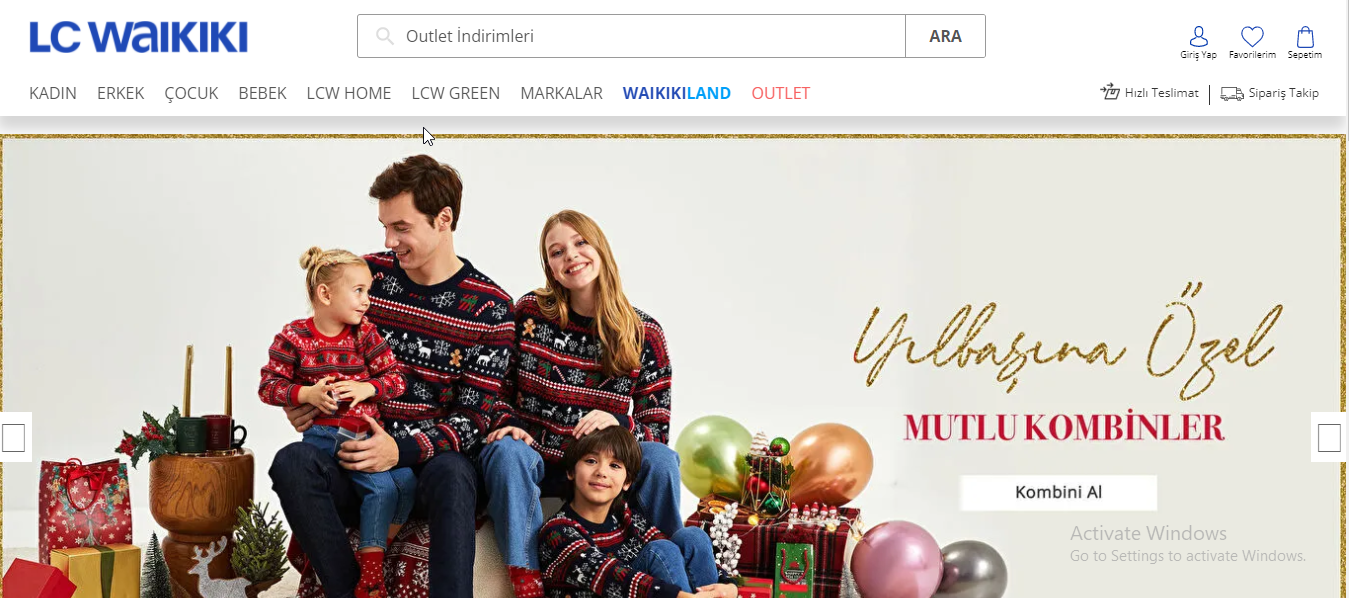 LC WAIKIKI
Outlet İndirimleri
ARA
Giriş Yap
Favorilerim
Sepetim
KADIN
ERKEK
ÇOCUK
BEBEK
LCW HOME
LCW GREEN
MARKALAR
WAIKIKILAND
OUTLET
Hızlı Teslimat
Sipariş Takip
Yılbaşına Özel
MUTLU KOMBİNLER
Kombini Al
Activate Windows
Go to Settings to activate Windows.